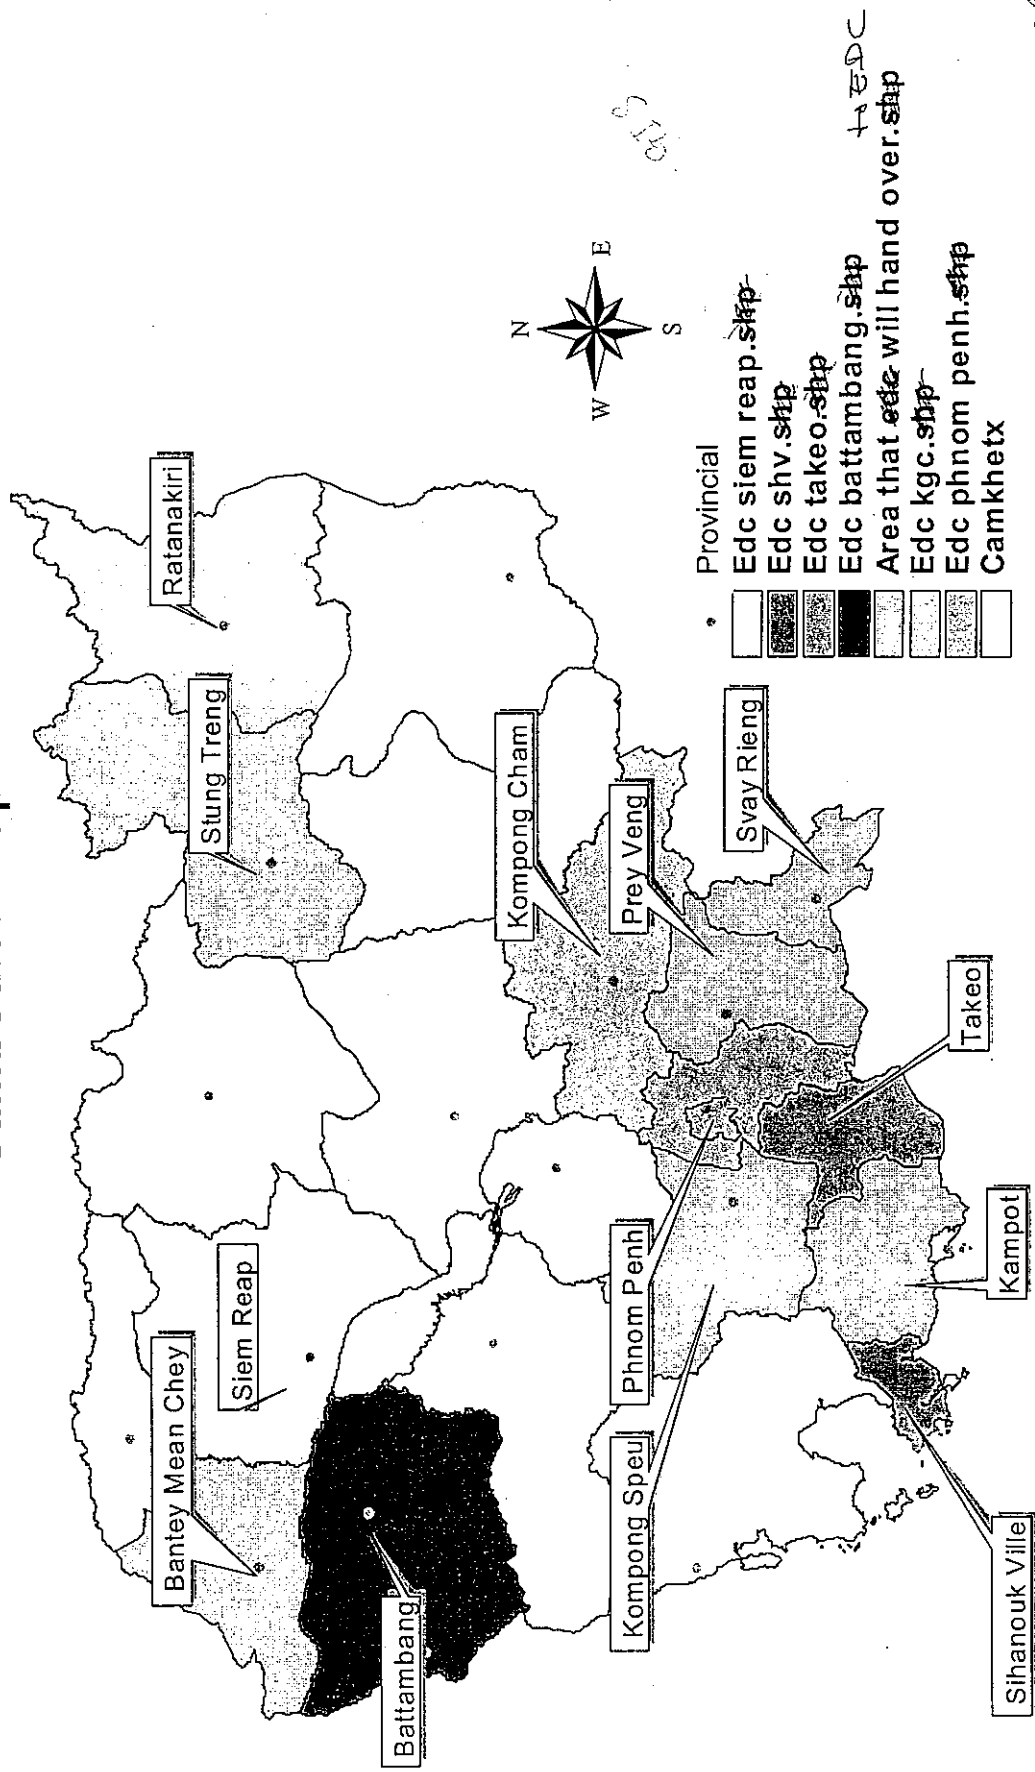 Ratanakiri
Stung Treng
Bantey Mean Chey
Siem Reap
Battambang
Kompong Cham
Prey Veng
Svay Rieng
Phnom Penh
Kompong Speu
Takeo
Kampot
Sihanouk Ville
N
W
E
S
Provincial
Edc siem reap.shp
Edc shv.shp
Edc takeo.shp
Edc battambang.shp
Area that edc will hand over.shp
Edc kgc.shp
Edc phnom penh.shp
Camkhetx
EDC